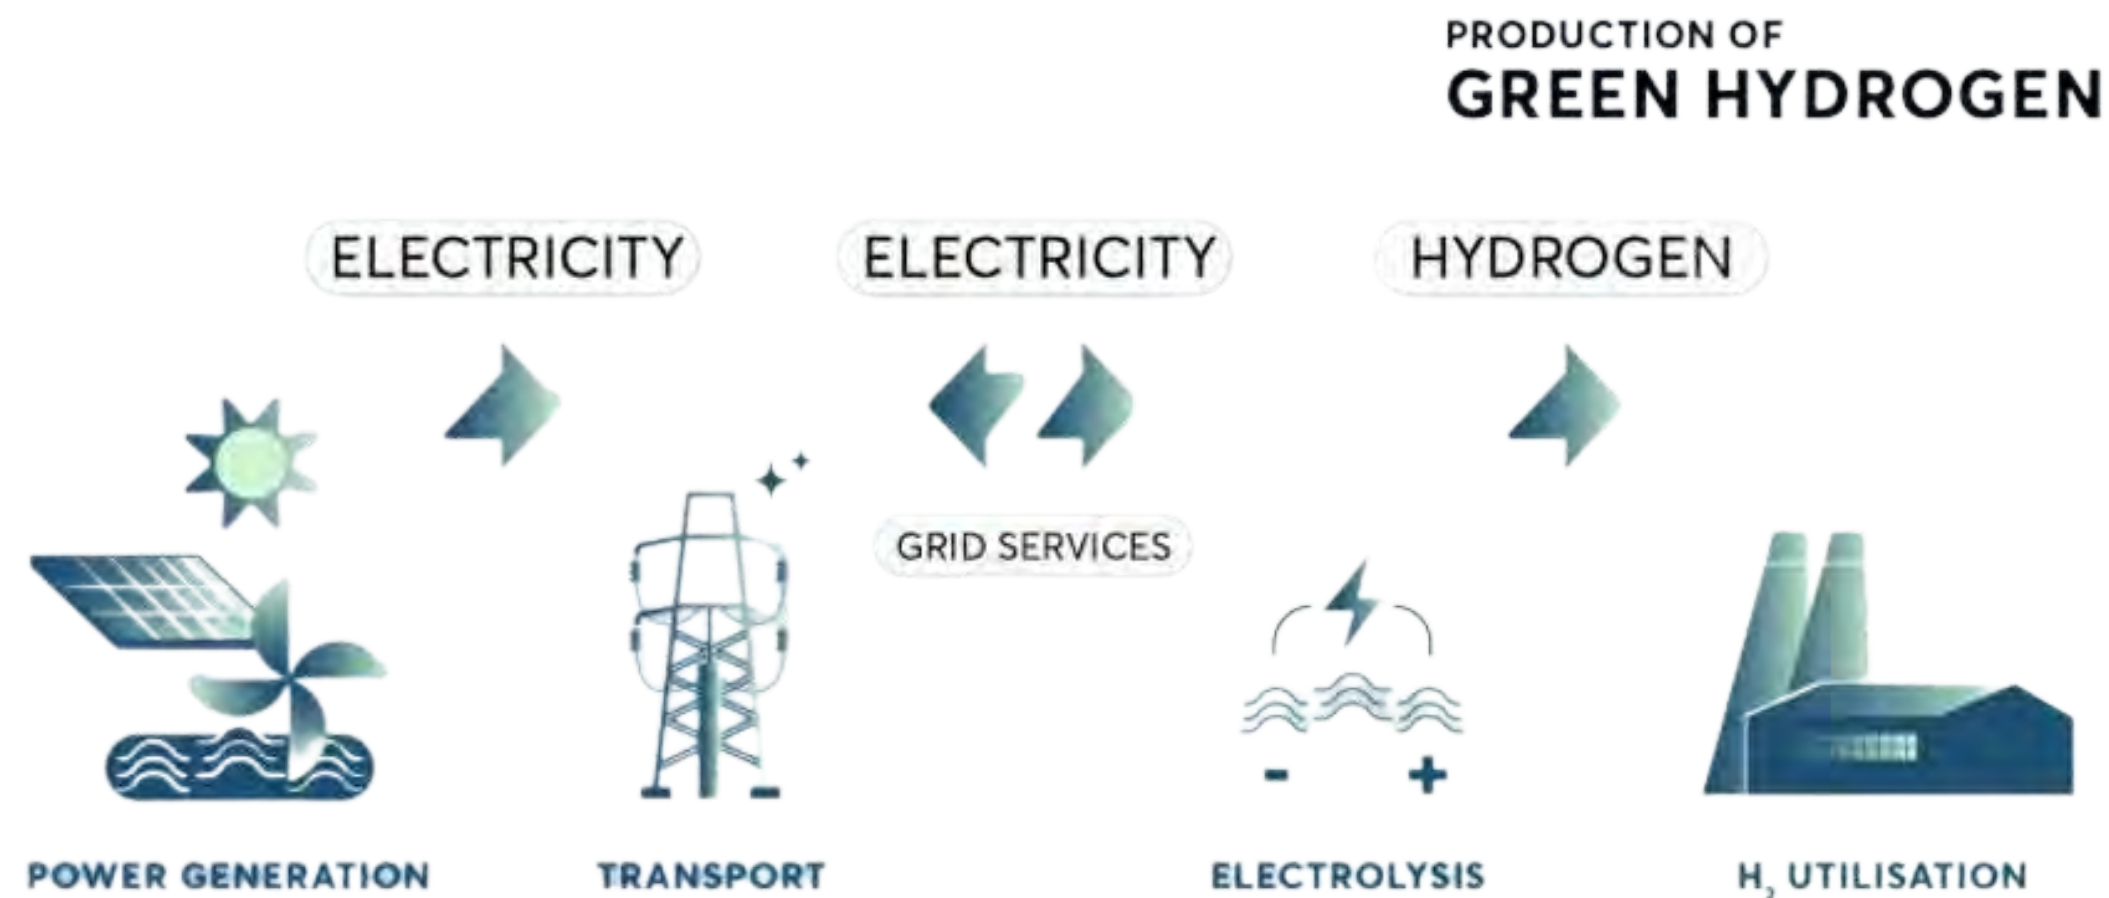 PRODUCTION OF
GREEN HYDROGEN
ELECTRICITY
ELECTRICITY
HYDROGEN
GRID SERVICES
- +
POWER GENERATION
TRANSPORT
ELECTROLYSIS
H₂ UTILISATION